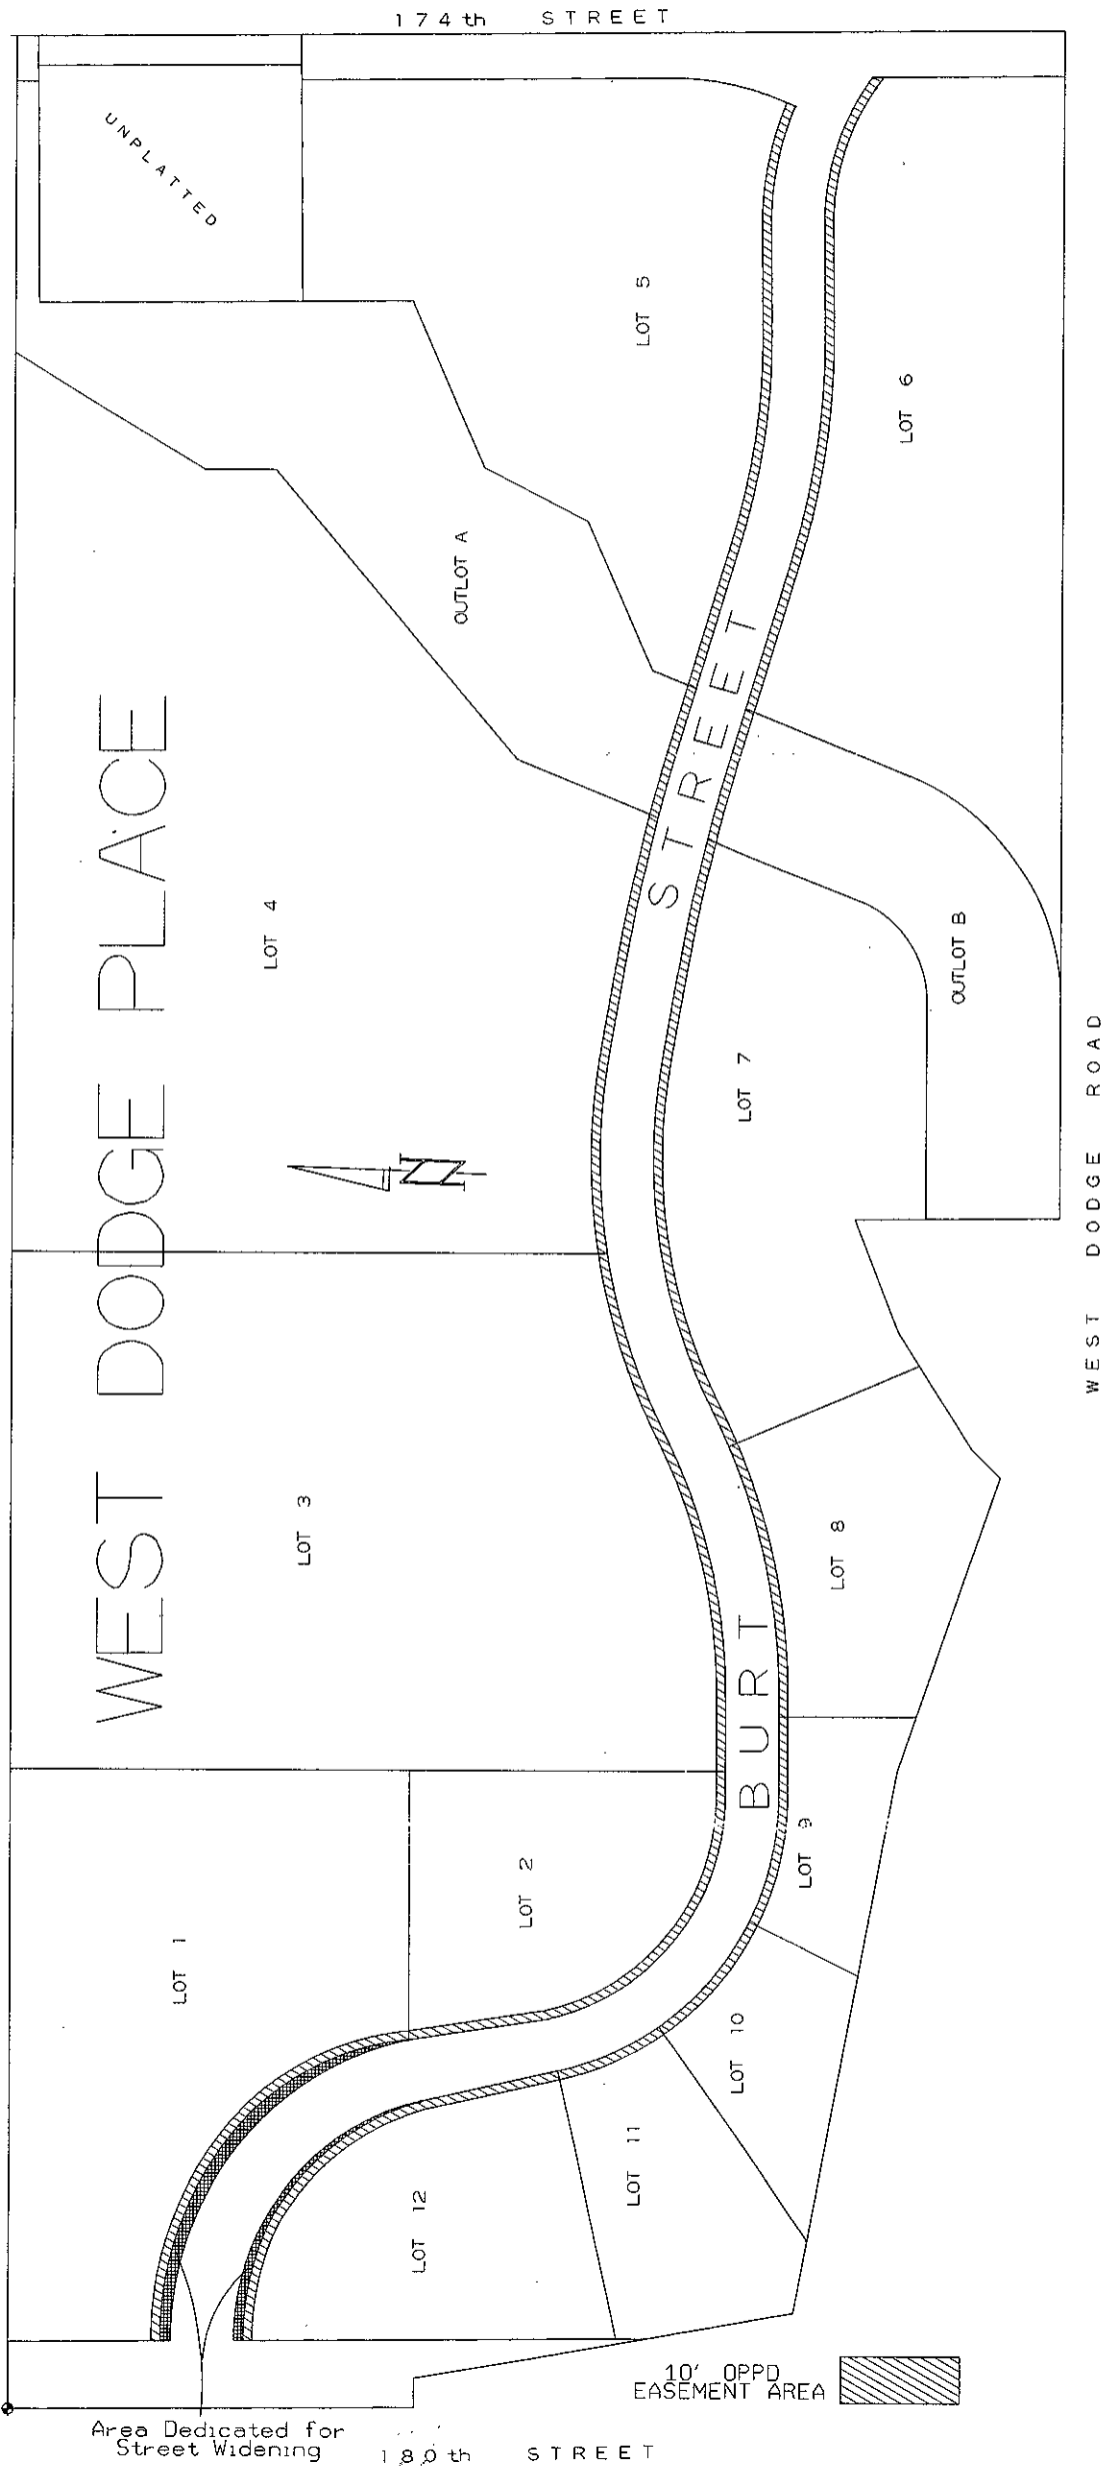 174th STREET
UNPLATTED
LOT 5
LOT 6
OUTLOT A
WEST DODGE PLACE
LOT 4
BURT STREET
OUTLOT B
LOT 7
N
WEST DODGE ROAD
LOT 3
LOT 8
LOT 9
LOT 2
LOT 1
LOT 10
LOT 11
LOT 12
10' OPPD
EASEMENT AREA
Area Dedicated for
Street Widening
180th STREET